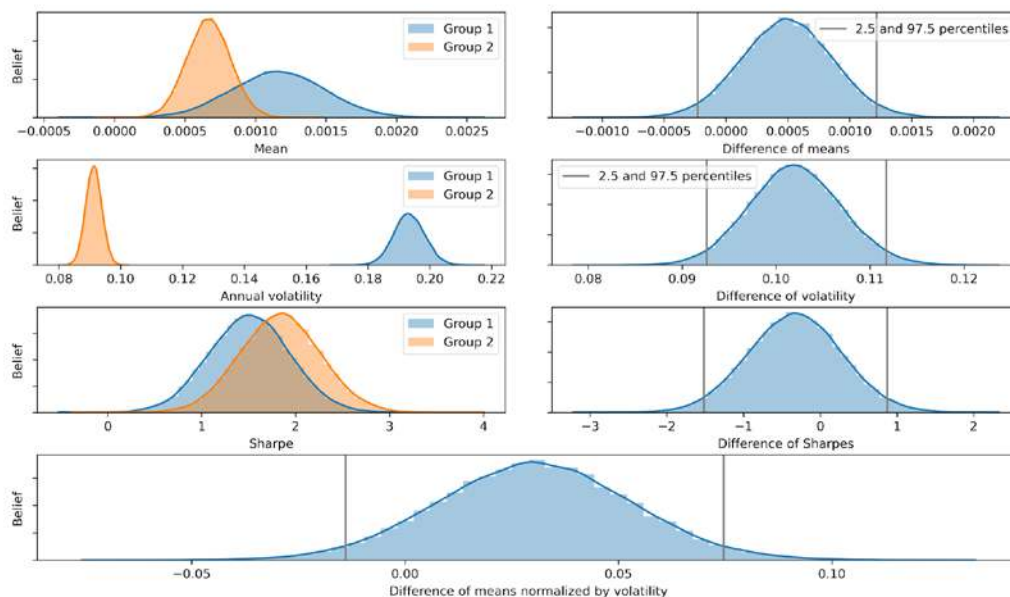 Belief
Group 1
Group 2
−0.0005 0.0000 0.0005 0.0010 0.0015 0.0020 0.0025
Mean
2.5 and 97.5 percentiles
−0.0010 −0.0005 0.0000 0.0005 0.0010 0.0015 0.0020
Difference of means
Belief
Group 1
Group 2
0.08 0.10 0.12 0.14 0.16 0.18 0.20 0.22
Annual volatility
2.5 and 97.5 percentiles
0.08 0.09 0.10 0.11 0.12
Difference of volatility
Belief
Group 1
Group 2
0 1 2 3 4
Sharpe
−3 −2 −1 0 1 2
Difference of Sharpes
Belief
−0.05 0.00 0.05 0.10
Difference of means normalized by volatility